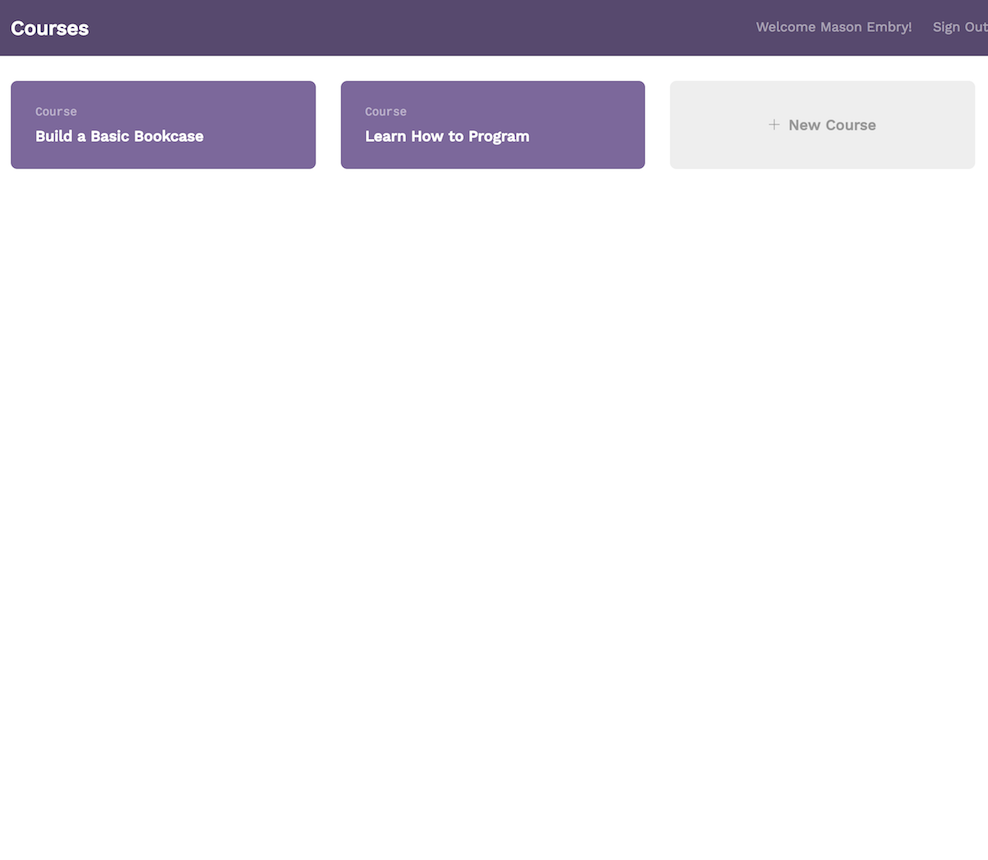 Courses
Welcome Mason Embry! Sign Out
Course
Build a Basic Bookcase
Course
Learn How to Program
+ New Course